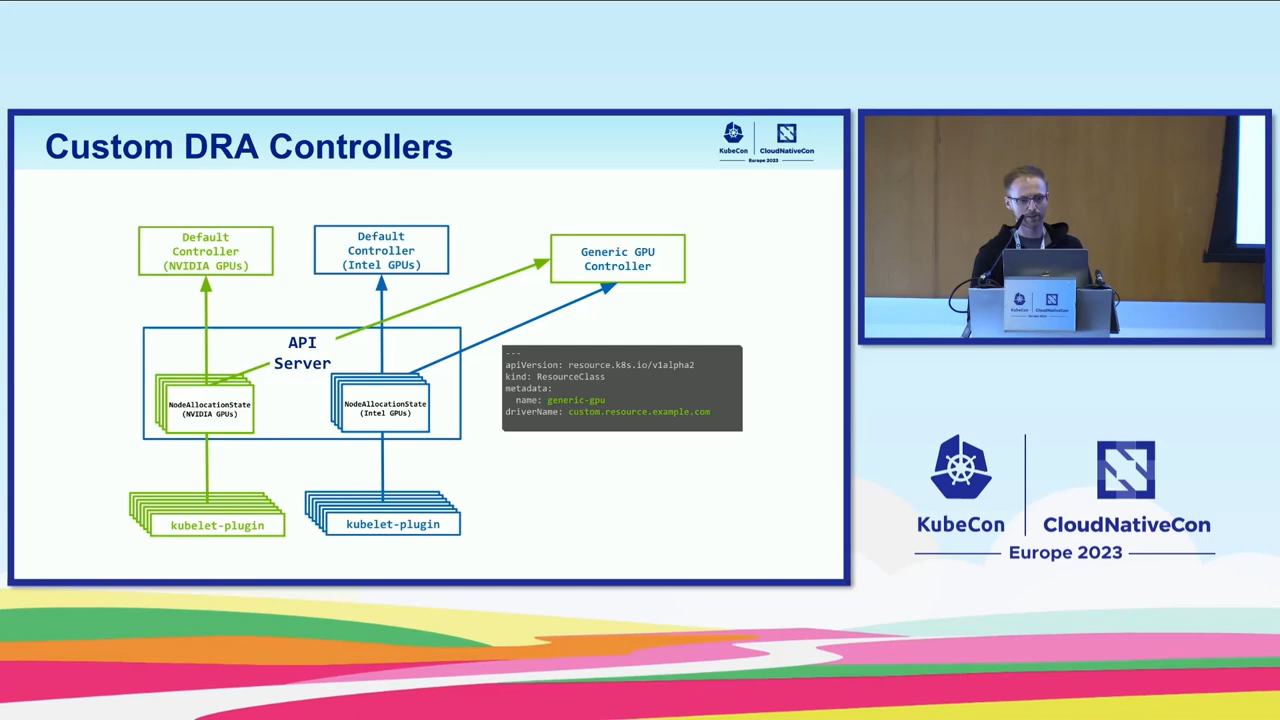 Custom DRA Controllers
KubeCon
CloudNativeCon
Europe 2023
Default
Controller
(NVIDIA GPUs)
Default
Controller
(Intel GPUs)
Generic GPU
Controller
API
Server
NodeAllocationState
(NVIDIA GPUs)
NodeAllocationState
(Intel GPUs)
---
apiVersion: resource.k8s.io/v1alpha2
kind: ResourceClass
metadata:
  name: generic-gpu
driverName: custom.resource.example.com
kubelet-plugin
kubelet-plugin
KubeCon
CloudNativeCon
KubeCon
CloudNativeCon
Europe 2023